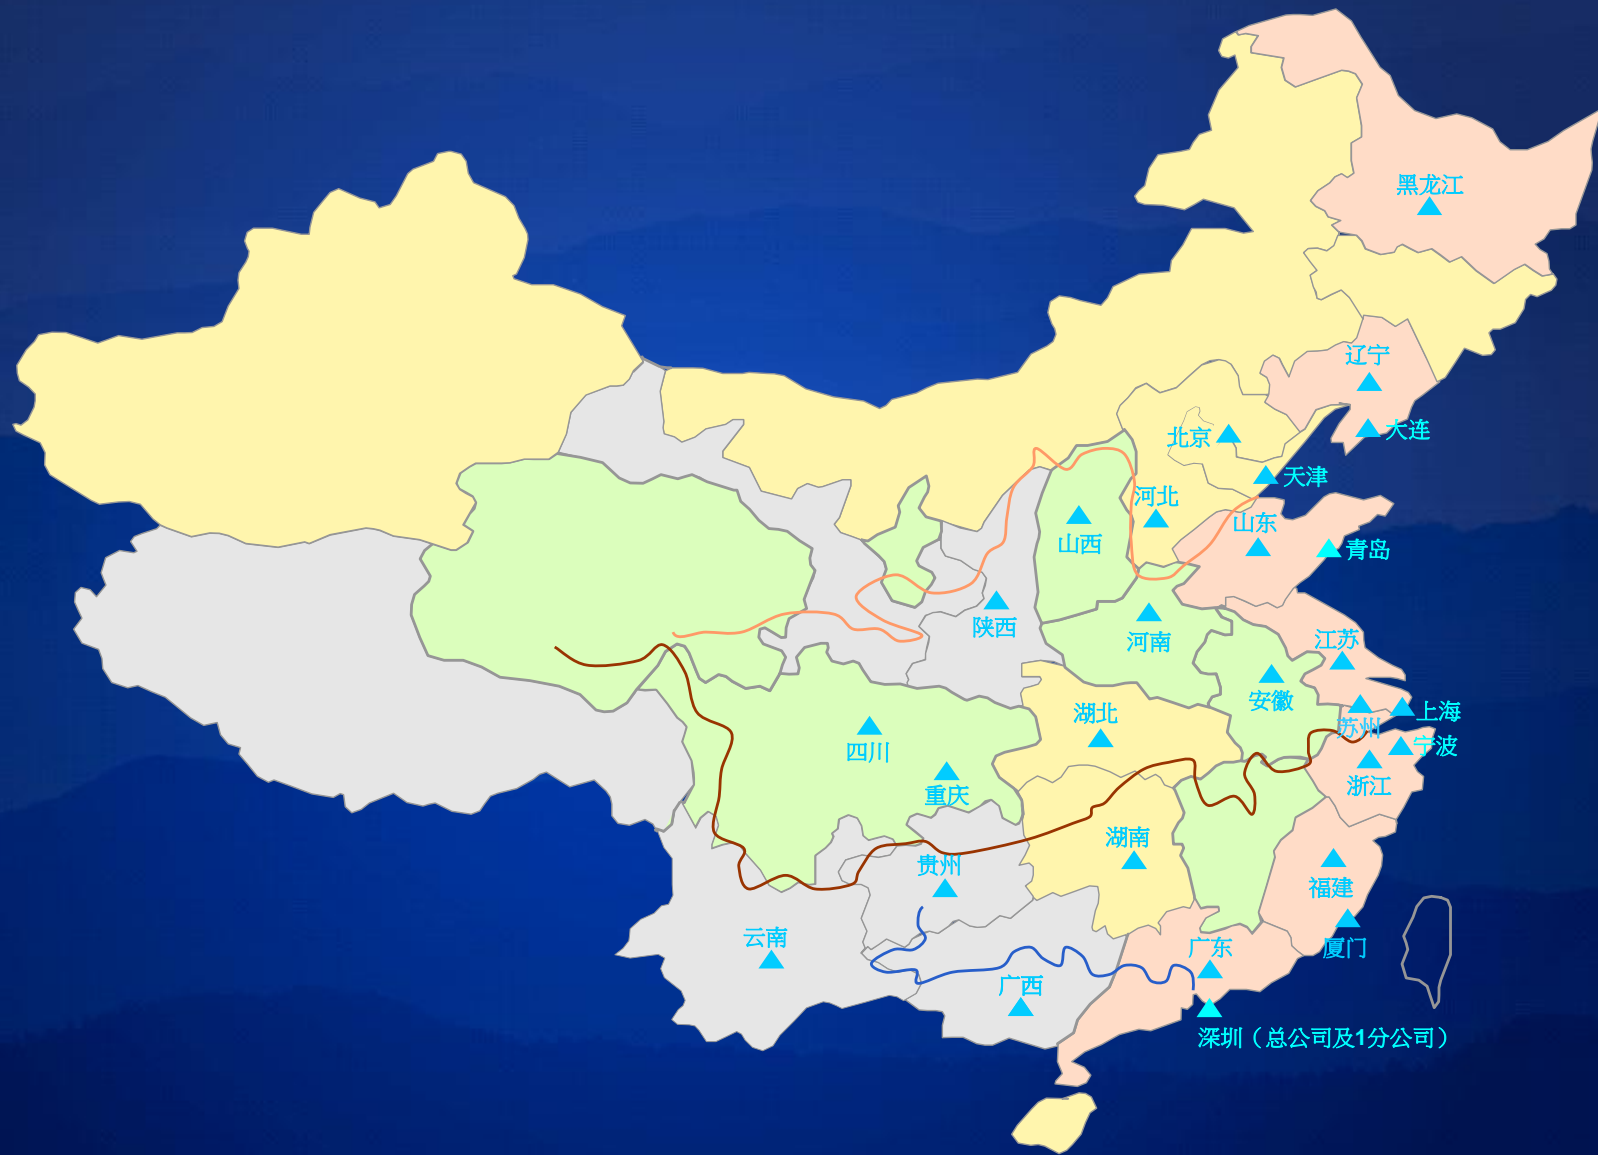 黑龙江
辽宁
大连
北京
天津
河北
山东
山西
青岛
陕西
河南
江苏
安徽
湖北
上海
苏州
宁波
四川
浙江
重庆
湖南
贵州
福建
云南
广东
厦门
广西
深圳（总公司及1分公司）